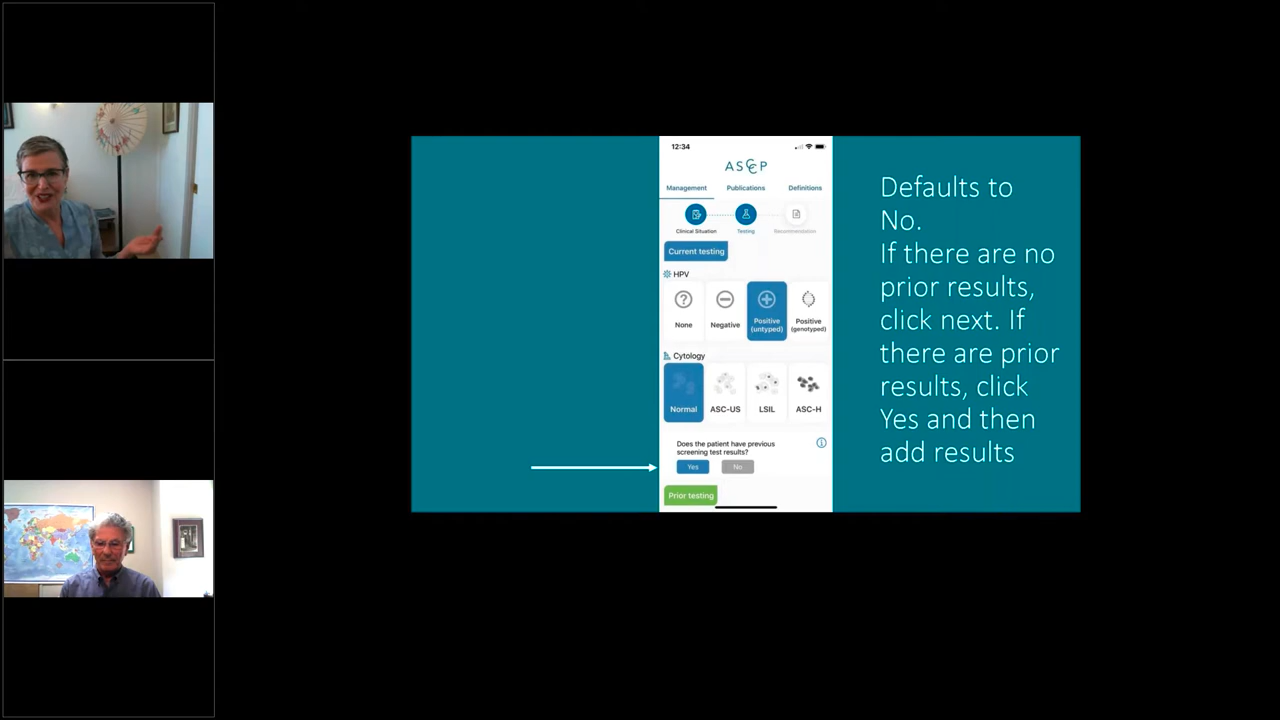 12:34
ASCCP
Management Publications Definitions
Clinical Situation Testing Recommendation
Current testing
HPV
None Negative Positive (untyped) Positive (genotyped)
Cytology
Normal ASC-US LSIL ASC-H
Does the patient have previous
screening test results?
Yes No
Prior testing
Defaults to
No.
If there are no
prior results,
click next. If
there are prior
results, click
Yes and then
add results